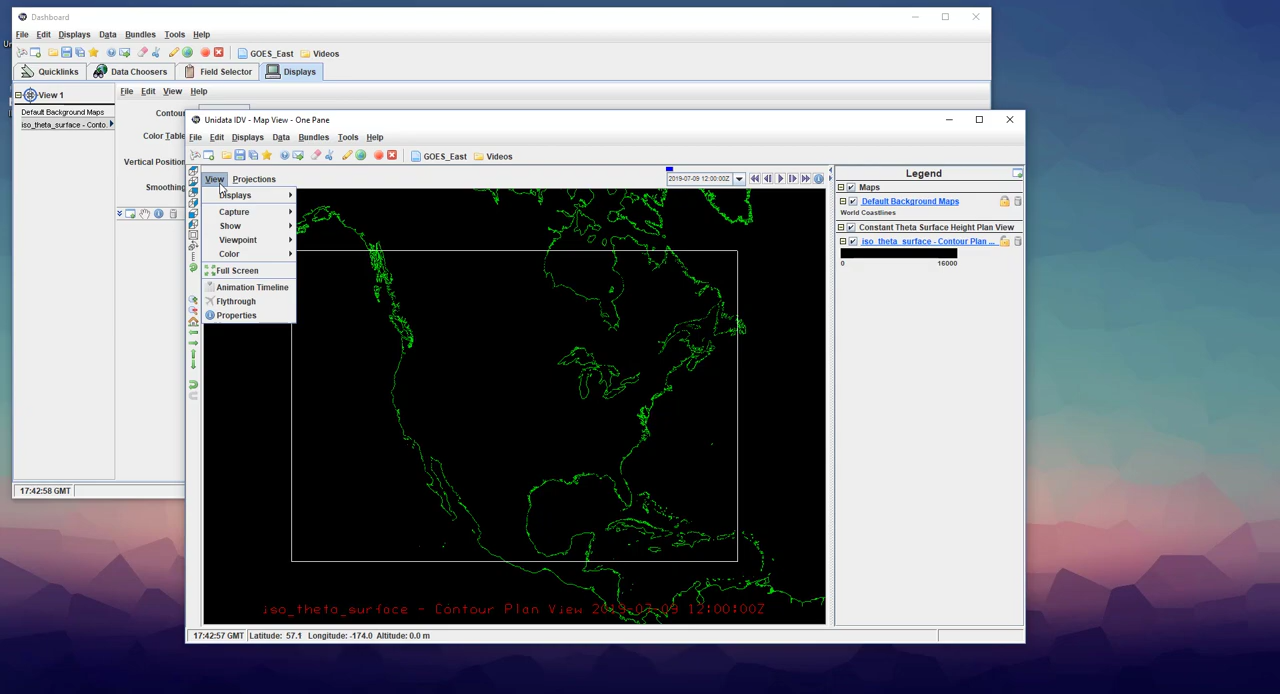 Dashboard
File Edit Displays Data Bundles Tools Help
GOES_East Videos
Quicklinks Data Choosers Field Selector Displays
View 1
File Edit View Help
Default Background Maps
iso_theta_surface - Conto.
Contou
Color Table
Vertical Position
Smoothing
17:42:58 GMT
Unidata IDV - Map View - One Pane
File Edit Displays Data Bundles Tools Help
GOES_East Videos
View Projections
2019-07-09 12:00:00Z
Displays
Capture
Show
Viewpoint
Color
Full Screen
Animation Timeline
Flythrough
Properties
iso_theta_surface - Contour Plan View 2019-07-09 12:00:00Z
Legend
Maps
Default Background Maps
World Coastlines
Constant Theta Surface Height Plan View
iso_theta_surface - Contour Plan ...
0 16000
17:42:57 GMT Latitude: 57.1 Longitude: -174.0 Altitude: 0.0 m